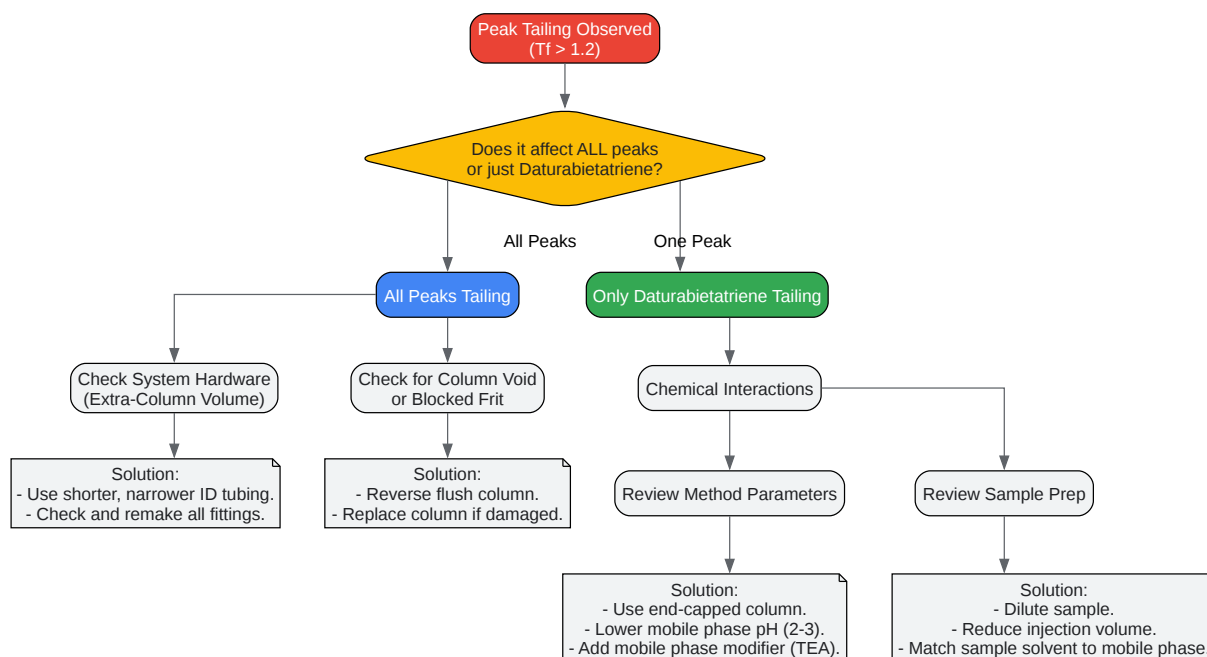 Peak Tailing Observed
(Tf > 1.2)
Does it affect ALL peaks
or just Daturabietatriene?
All Peaks
One Peak
All Peaks Tailing
Only Daturabietatriene Tailing
Check System Hardware
(Extra-Column Volume)
Check for Column Void
or Blocked Frit
Chemical Interactions
Solution:
- Use shorter, narrower ID tubing.
- Check and remake all fittings.
Solution:
- Reverse flush column.
- Replace column if damaged.
Review Method Parameters
Review Sample Prep
Solution:
- Use end-capped column.
- Lower mobile phase pH (2-3).
- Add mobile phase modifier (TEA).
Solution:
- Dilute sample.
- Reduce injection volume.
- Match sample solvent to mobile phase.